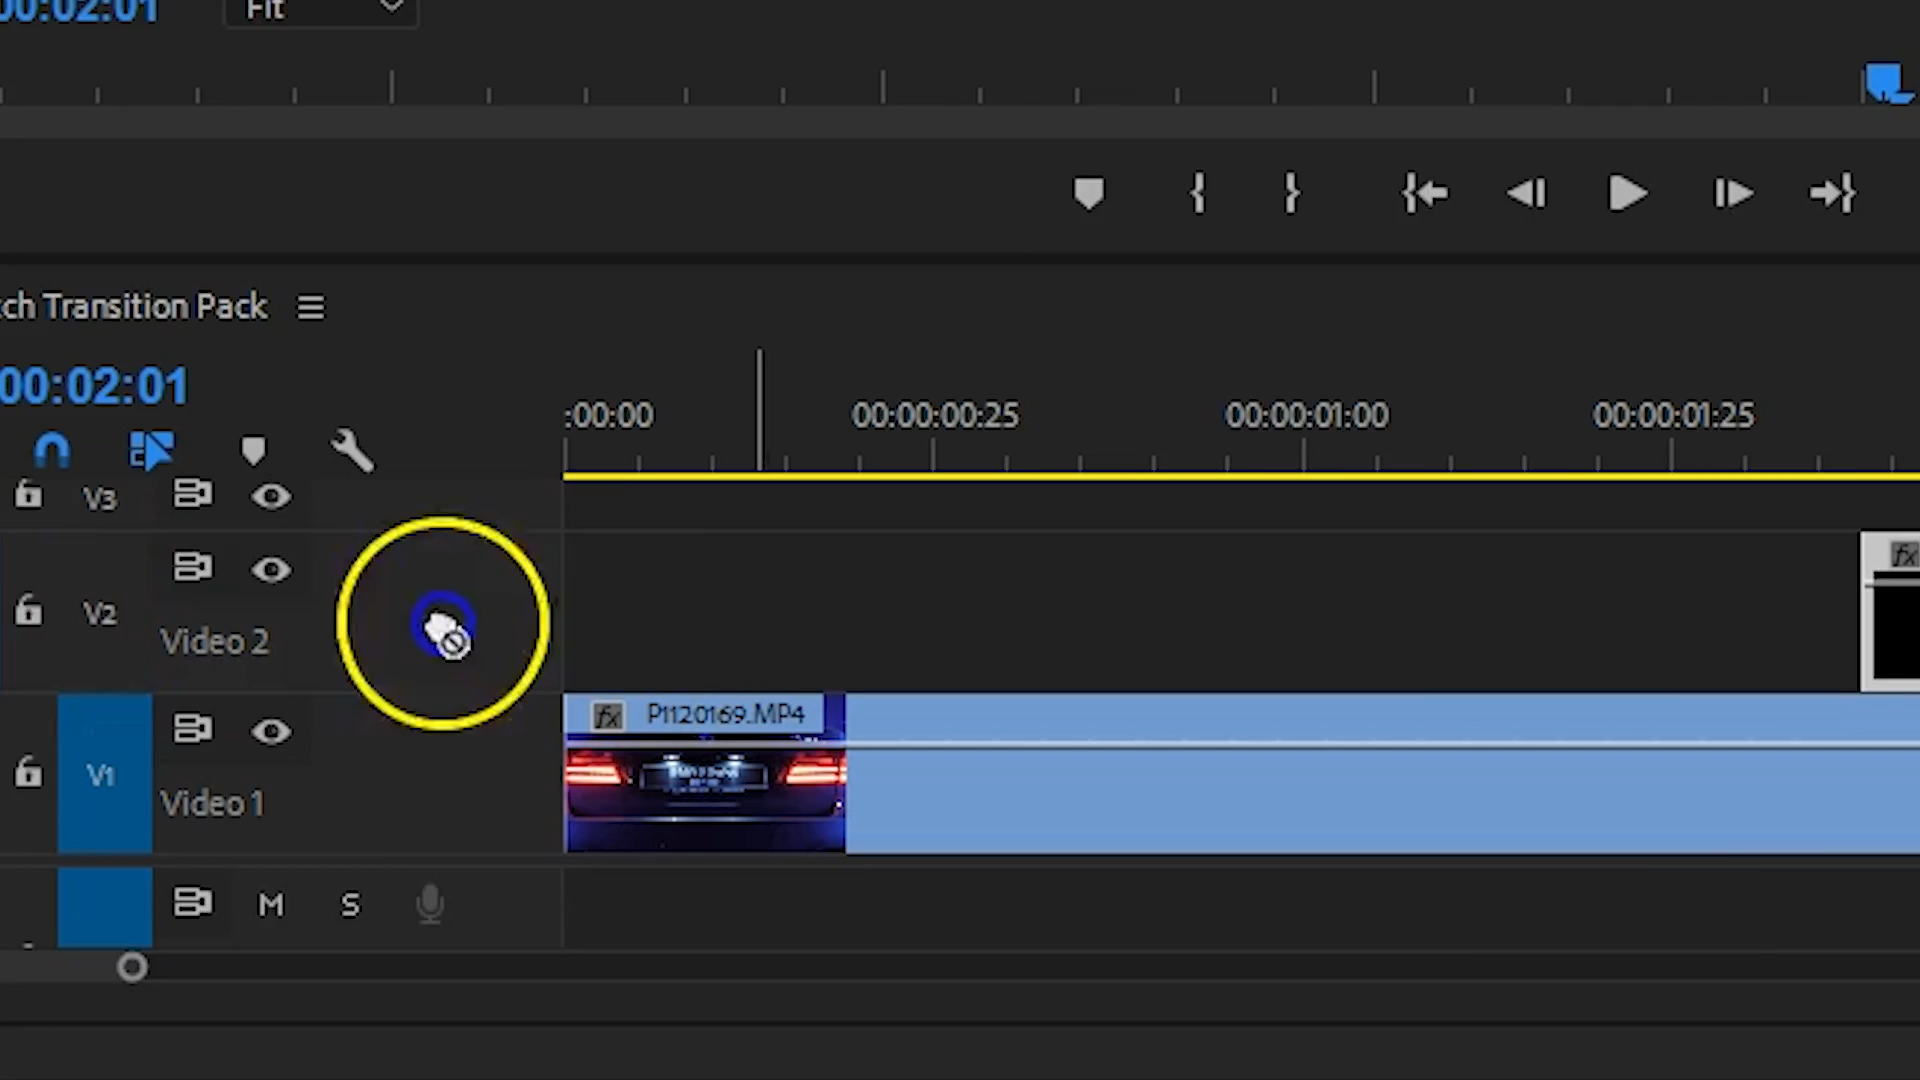 00:02:01
Fit
ch Transition Pack
00:02:01
:00:00
00:00:00:25
00:00:01:00
00:00:01:25
V3
V2
Video 2
fx
V1
Video 1
fx
P1120169.MP4
M
S